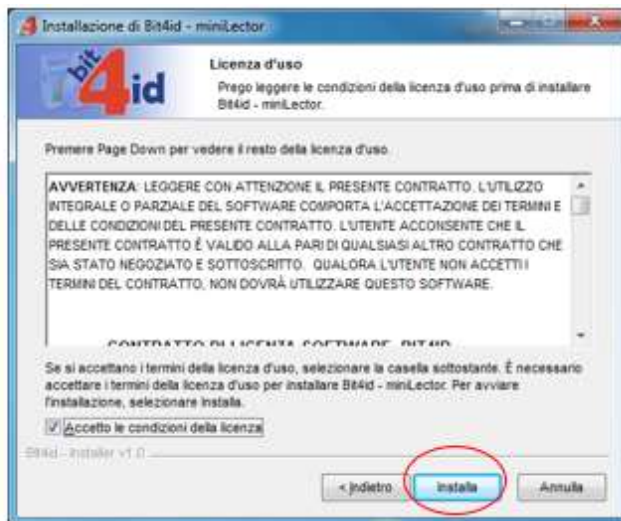 Installazione di Bit4id - miniLector
bit
4id
Licenza d'uso
Prego leggere le condizioni della licenza d'uso prima di installare
Bit4id - miniLector.
Premere Page Down per vedere il resto della licenza d'uso.
AVVERTENZA: LEGGERE CON ATTENZIONE IL PRESENTE CONTRATTO. L'UTILIZZO
INTEGRALE O PARZIALE DEL SOFTWARE COMPORTA L'ACCETTAZIONE DEI TERMINI E
DELLE CONDIZIONI DEL PRESENTE CONTRATTO. L'UTENTE ACCONSENTE CHE IL
PRESENTE CONTRATTO È VALIDO ALLA PARI DI QUALSIASI ALTRO CONTRATTO CHE
SIA STATO NEGOZIATO E SOTTOSCRITTO. QUALORA L'UTENTE NON ACCETTI I
TERMINI DEL CONTRATTO, NON DOVRÀ UTILIZZARE QUESTO SOFTWARE.
CONTRATTO DI LICENZA SOFTWARE BIT4ID
Se si accettano i termini della licenza d'uso, selezionare la casella sottostante. È necessario
accettare i termini della licenza d'uso per installare Bit4id - miniLector. Per avviare
l'installazione, selezionare Installa.
Accetto le condizioni della licenza
Bit4id - Installer v1.0
< Indietro Installa Annulla